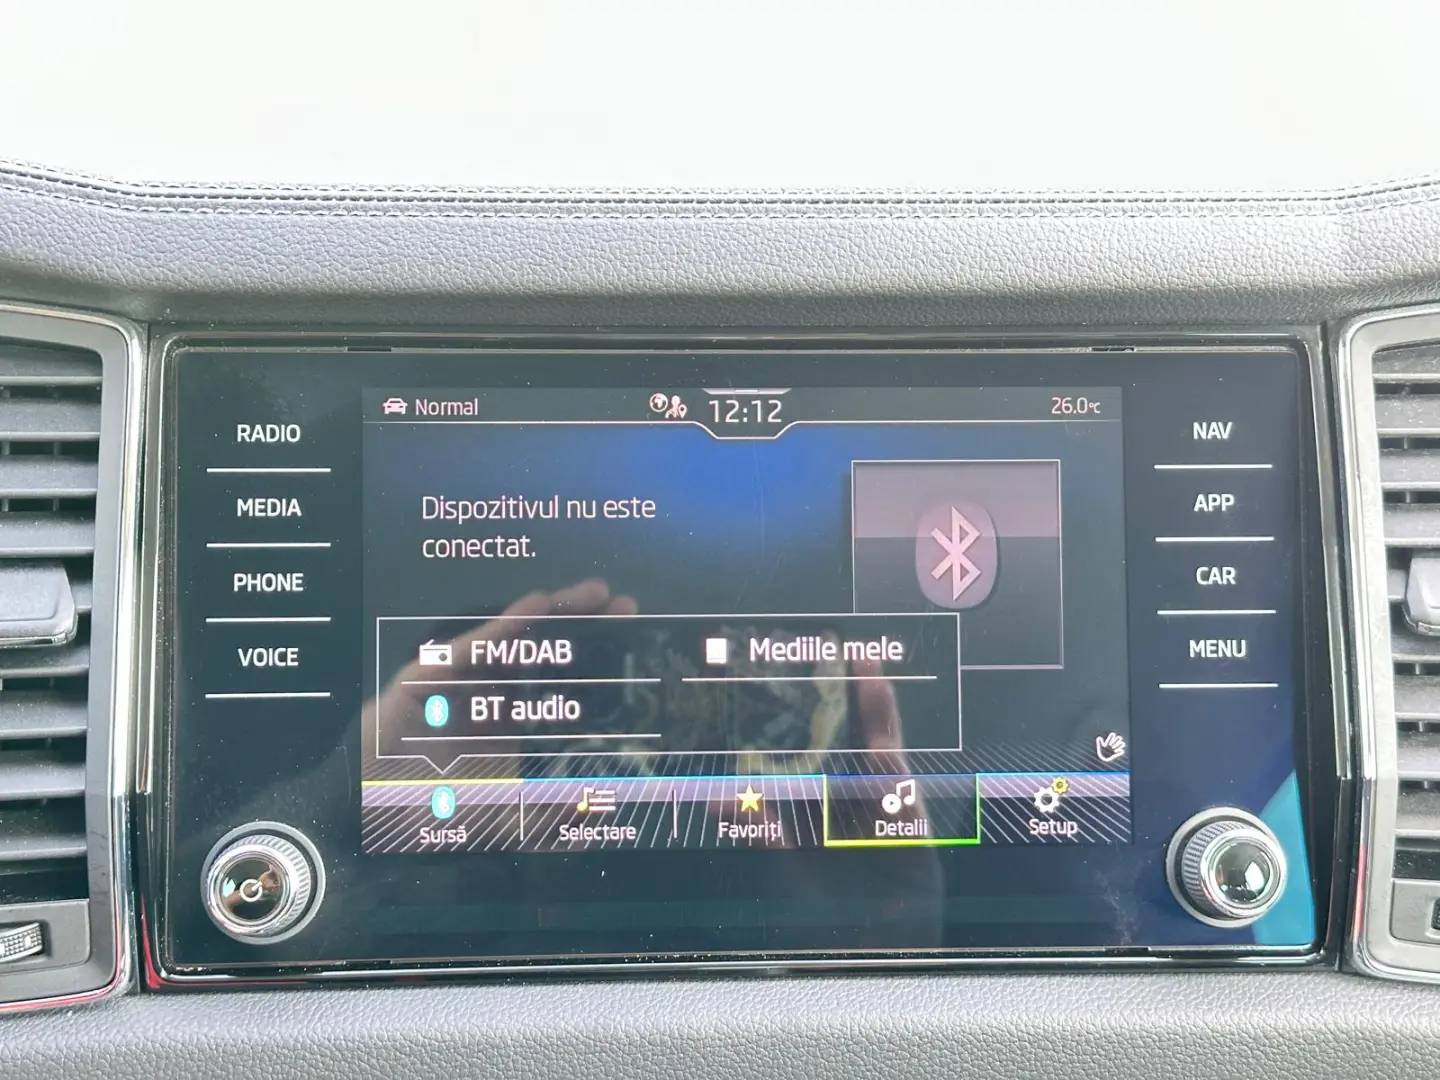 Normal
12:12
26.0°C
RADIO
MEDIA
PHONE
VOICE
Dispozitivul nu este
conectat.
FM/DAB
Mediile mele
BT audio
Sursă
Selectare
Favoriți
Detalii
Setup
NAV
APP
CAR
MENU